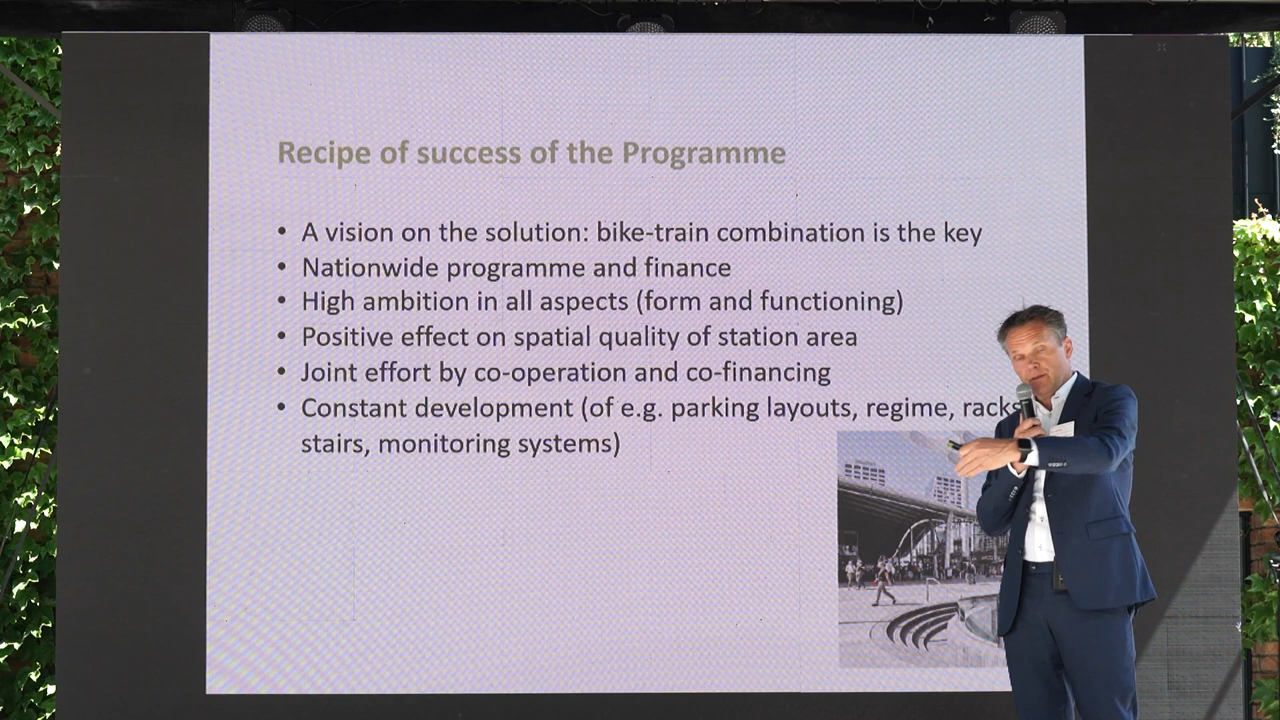 Recipe of success of the Programme
• A vision on the solution: bike-train combination is the key
• Nationwide programme and finance
• High ambition in all aspects (form and functioning)
• Positive effect on spatial quality of station area
• Joint effort by co-operation and co-financing
• Constant development (of e.g. parking layouts, regime, racks
stairs, monitoring systems)